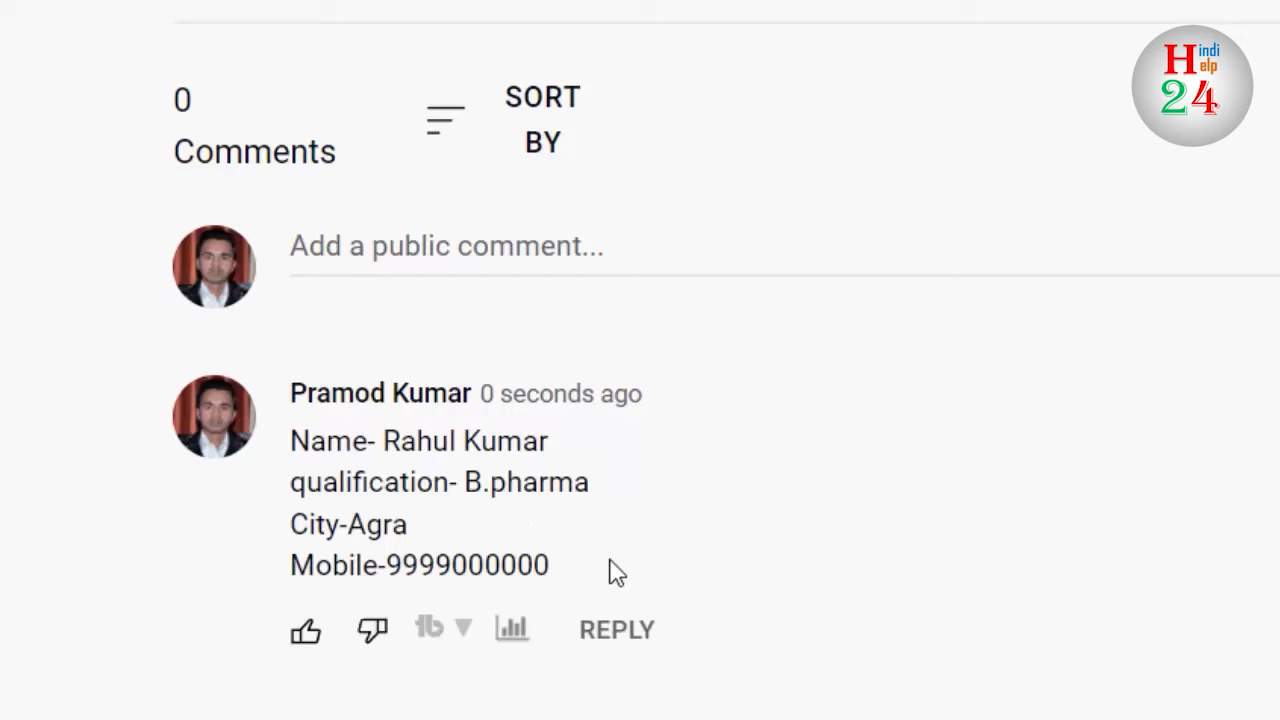 Hindi
Help
24
0
Comments
SORT
BY
Add a public comment...
Pramod Kumar 0 seconds ago
Name- Rahul Kumar
qualification- B.pharma
City-Agra
Mobile-9999000000
tb
REPLY